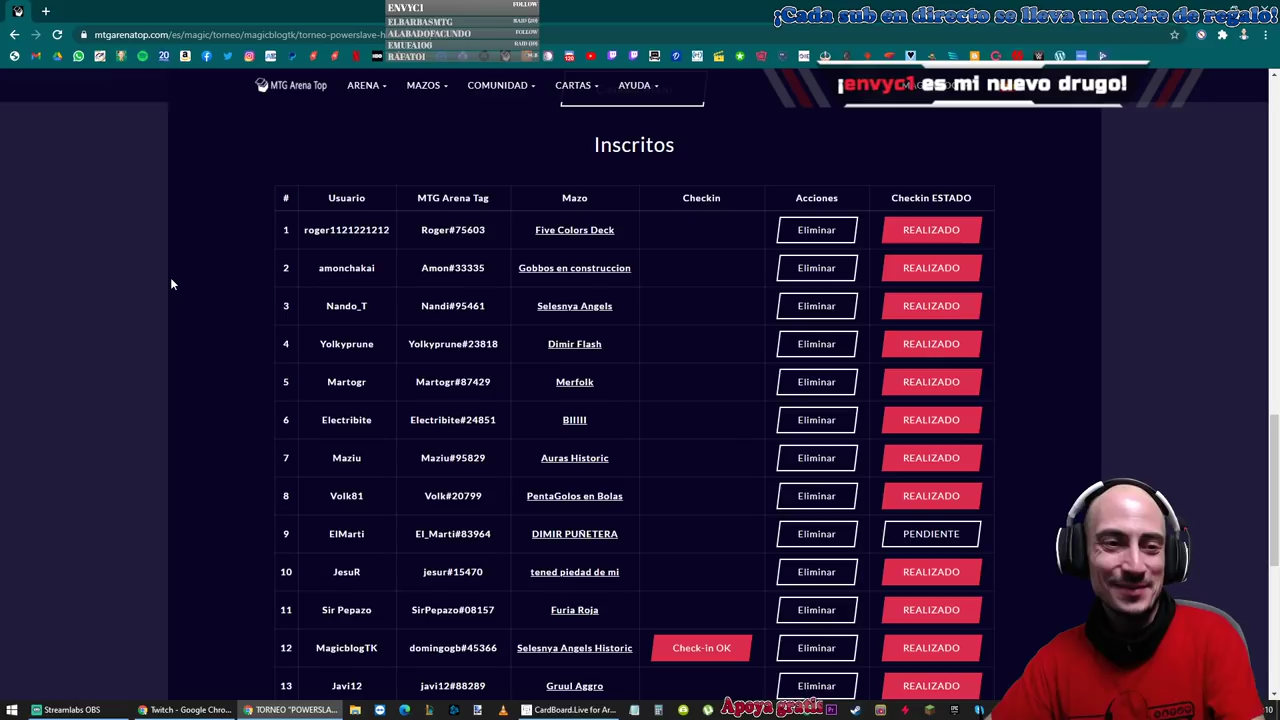 ENVYC1 FOLLOW
ELBARBASMTG RAID (20)
ALABADOFACUNDO FOLLOW
EMUFA106 RAID (10)
RAFATO1
¡Cada sub en directo se lleva un cofre de regalo!
mtgarenatop.com/es/magic/torneo/magicblogtk/torneo-powerslave-h
MTG Arena Top ARENA MAZOS COMUNIDAD CARTAS AYUDA
¡envyc1 es mi nuevo drugo!
Inscritos
# Usuario MTG Arena Tag Mazo Checkin Acciones Checkin ESTADO
1 roger1121221212 Roger#75603 Five Colors Deck Eliminar REALIZADO
2 amonchakai Amon#33335 Gobbos en construccion Eliminar REALIZADO
3 Nando_T Nandi#95461 Selesnya Angels Eliminar REALIZADO
4 Yolkyprune Yolkyprune#23818 Dimir Flash Eliminar REALIZADO
5 Martogr Martogr#87429 Merfolk Eliminar REALIZADO
6 Electribite Electribite#24851 BIIIII Eliminar REALIZADO
7 Maziu Maziu#95829 Auras Historic Eliminar REALIZADO
8 Volk81 Volk#20799 PentaGolos en Bolas Eliminar REALIZADO
9 ElMarti El_Marti#83964 DIMIR PUÑETERA Eliminar PENDIENTE
10 JesuR jesur#15470 tened piedad de mi Eliminar REALIZADO
11 Sir Pepazo SirPepazo#08157 Furia Roja Eliminar REALIZADO
12 MagicblogTK domingogb#45366 Selesnya Angels Historic Check-in OK Eliminar REALIZADO
13 Javi12 javi12#88289 Gruul Aggro Eliminar REALIZADO
Apoya gratis
Streamlabs OBS Twitch - Google Chro... TORNEO "POWERSLA... CardBoard.Live for Ar...